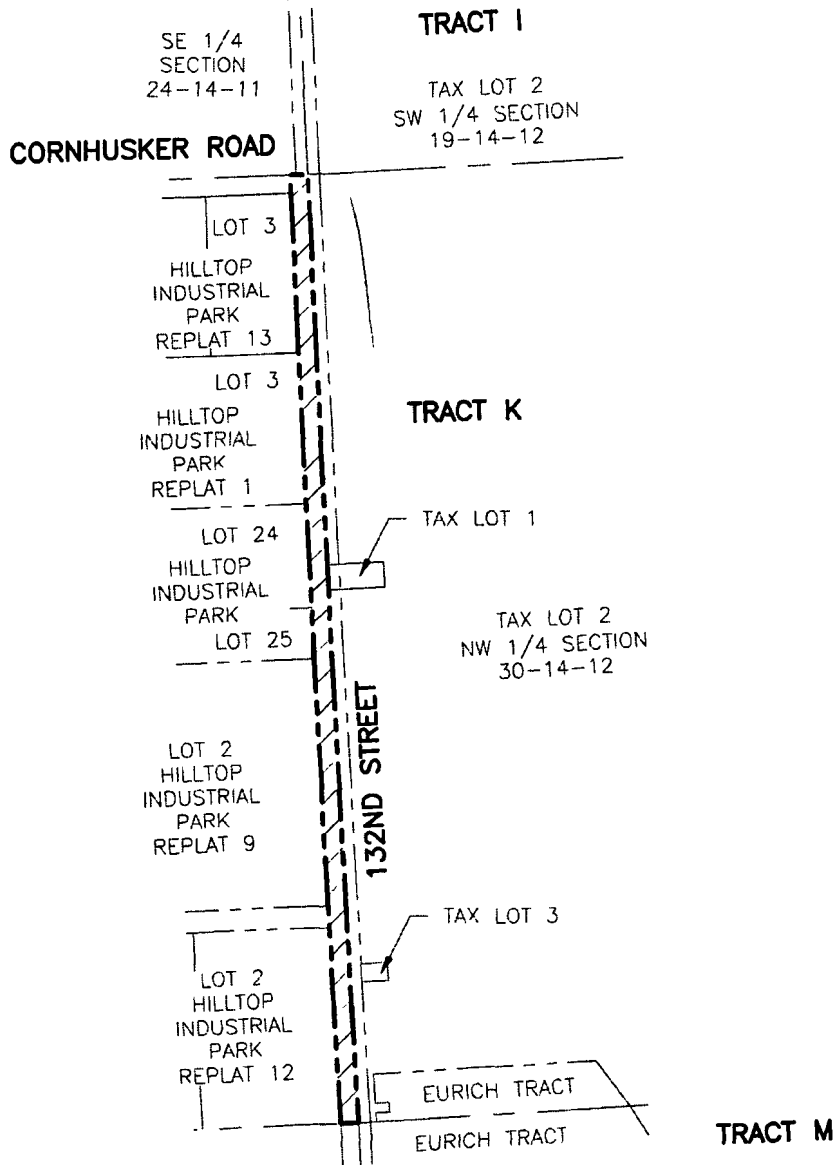 TRACT I
SE 1/4
SECTION
24-14-11
TAX LOT 2
SW 1/4 SECTION
19-14-12
CORNHUSKER ROAD
LOT 3
HILLTOP
INDUSTRIAL
PARK
REPLAT 13
LOT 3
HILLTOP
INDUSTRIAL
PARK
REPLAT 1
TRACT K
TAX LOT 1
LOT 24
HILLTOP
INDUSTRIAL
PARK
LOT 25
TAX LOT 2
NW 1/4 SECTION
30-14-12
132ND STREET
LOT 2
HILLTOP
INDUSTRIAL
PARK
REPLAT 9
TAX LOT 3
LOT 2
HILLTOP
INDUSTRIAL
PARK
REPLAT 12
EURICH TRACT
EURICH TRACT
TRACT M